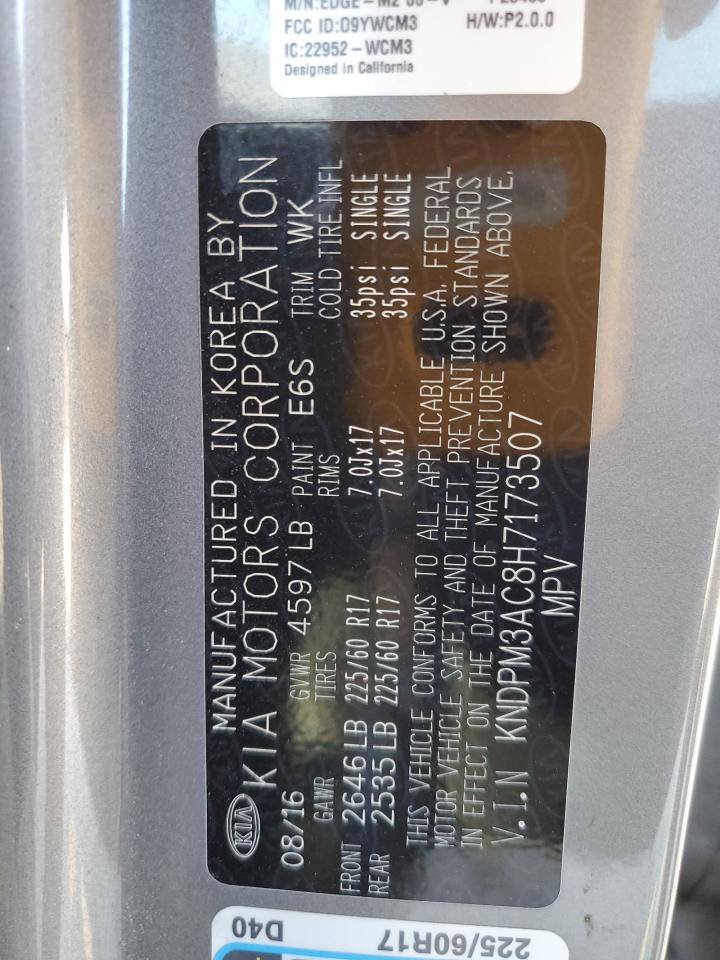 FCC ID:O9YWCM3 H/W:P2.0.0
IC:22952-WCM3
Designed in California
MANUFACTURED IN KOREA BY
KIA KIA MOTORS CORPORATION
08/16 GVWR 4597LB PAINT E6S TRIM WK
GAWR TIRES RIMS COLD TIRE INFL
FRONT 2646LB 225/60 R17 7.0Jx17 35psi SINGLE
REAR 2535LB 225/60 R17 7.0Jx17 35psi SINGLE
THIS VEHICLE CONFORMS TO ALL APPLICABLE U.S.A. FEDERAL
MOTOR VEHICLE SAFETY AND THEFT PREVENTION STANDARDS
IN EFFECT ON THE DATE OF MANUFACTURE SHOWN ABOVE.
V.I.N KNDPM3AC8H7173507
MPV
225/60R17
D40